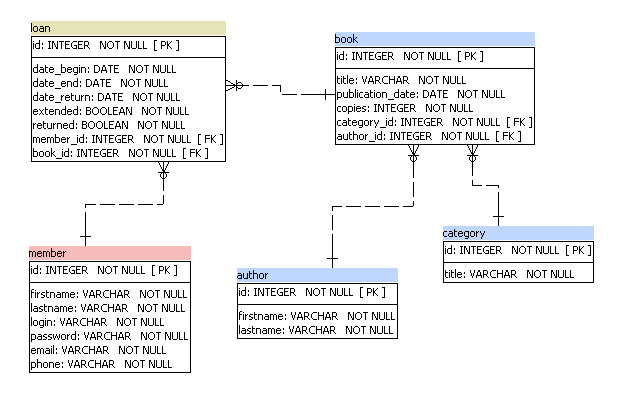 loan
id: INTEGER NOT NULL [ PK ]
date_begin: DATE NOT NULL
date_end: DATE NOT NULL
date_return: DATE NOT NULL
extended: BOOLEAN NOT NULL
returned: BOOLEAN NOT NULL
member_id: INTEGER NOT NULL [ FK ]
book_id: INTEGER NOT NULL [ FK ]
book
id: INTEGER NOT NULL [ PK ]
title: VARCHAR NOT NULL
publication_date: DATE NOT NULL
copies: INTEGER NOT NULL
category_id: INTEGER NOT NULL [ FK ]
author_id: INTEGER NOT NULL [ FK ]
member
id: INTEGER NOT NULL [ PK ]
firstname: VARCHAR NOT NULL
lastname: VARCHAR NOT NULL
login: VARCHAR NOT NULL
password: VARCHAR NOT NULL
email: VARCHAR NOT NULL
phone: VARCHAR NOT NULL
author
id: INTEGER NOT NULL [ PK ]
firstname: VARCHAR NOT NULL
lastname: VARCHAR NOT NULL
category
id: INTEGER NOT NULL [ PK ]
title: VARCHAR NOT NULL